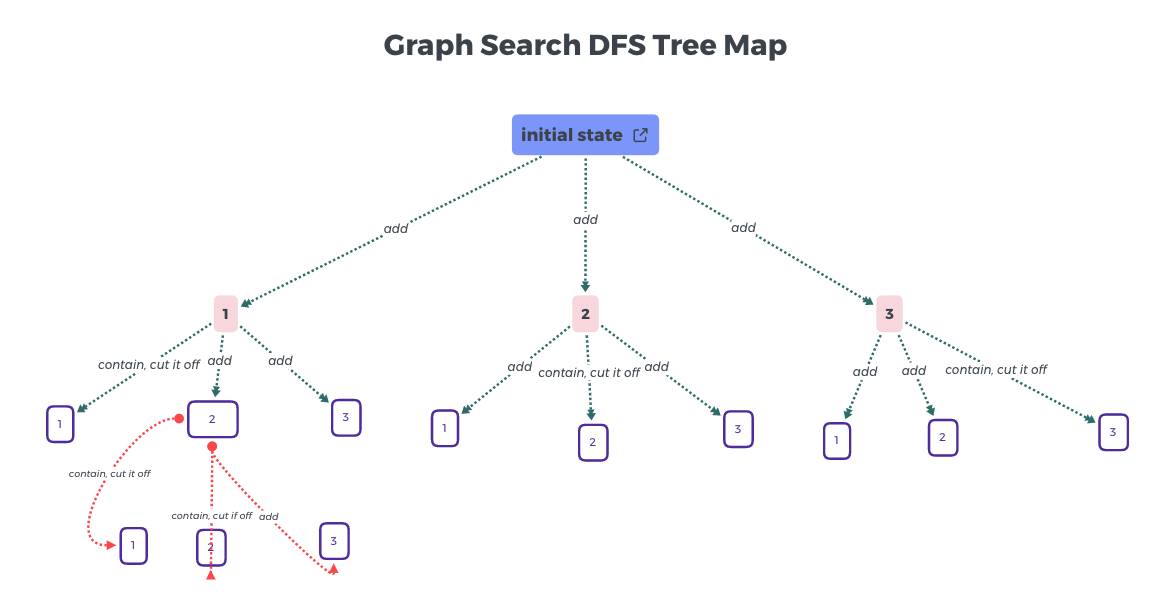 Graph Search DFS Tree Map
initial state
add
add
add
1
2
3
contain, cut it off
add
add
add
contain, cut it off
add
add
add
contain, cut it off
1
2
3
1
2
3
1
2
3
contain, cut it off
contain, cut if off
add
1
2
3